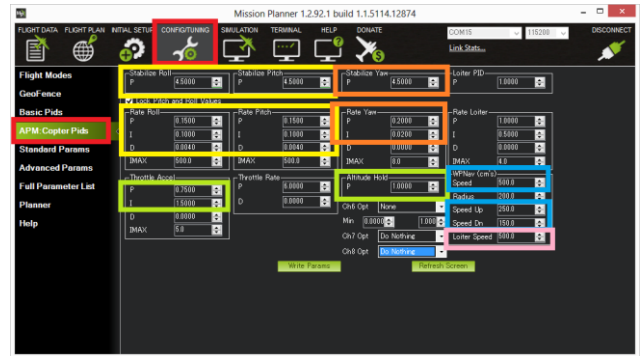 Mission Planner 1.2.92.1 build 1.1.5114.12874
FLIGHT DATA FLIGHT PLAN INITIAL SETUP CONFIG/TUNING SIMULATION TERMINAL HELP DONATE
COM15 115200 DISCONNECT
Link Stats...
Flight Modes
GeoFence
Basic Pids
APM:Copter Pids
Standard Params
Advanced Params
Full Parameter List
Planner
Help
Stabilize Roll Stabilize Pitch Stabilize Yaw Loiter PID
P 4.5000 P 4.5000 P 4.5000 P 1.0000
Lock Pitch and Roll Values
Rate Roll Rate Pitch Rate Yaw Rate Loiter
P 0.1500 P 0.1500 P 0.2000 P 1.0000
I 0.1000 I 0.1000 I 0.0200 I 0.5000
D 0.0040 D 0.0040 D 0.0000 D 0.0000
IMAX 500.0 IMAX 500.0 IMAX 8.0 IMAX 4.0
Throttle Accel Throttle Rate Altitude Hold WPNav (cm's)
P 0.7500 P 6.0000 P 1.0000 Speed 500.0
I 1.5000 D 0.0000 Radius 200.0
D 0.0000 Ch6 Opt None Speed Up 250.0
IMAX 5.0 Min 0.0000 1.000 Speed Dn 150.0
Ch7 Opt Do Nothing Loiter Speed 500.0
Ch8 Opt Do Nothing
Write Params Refresh Screen